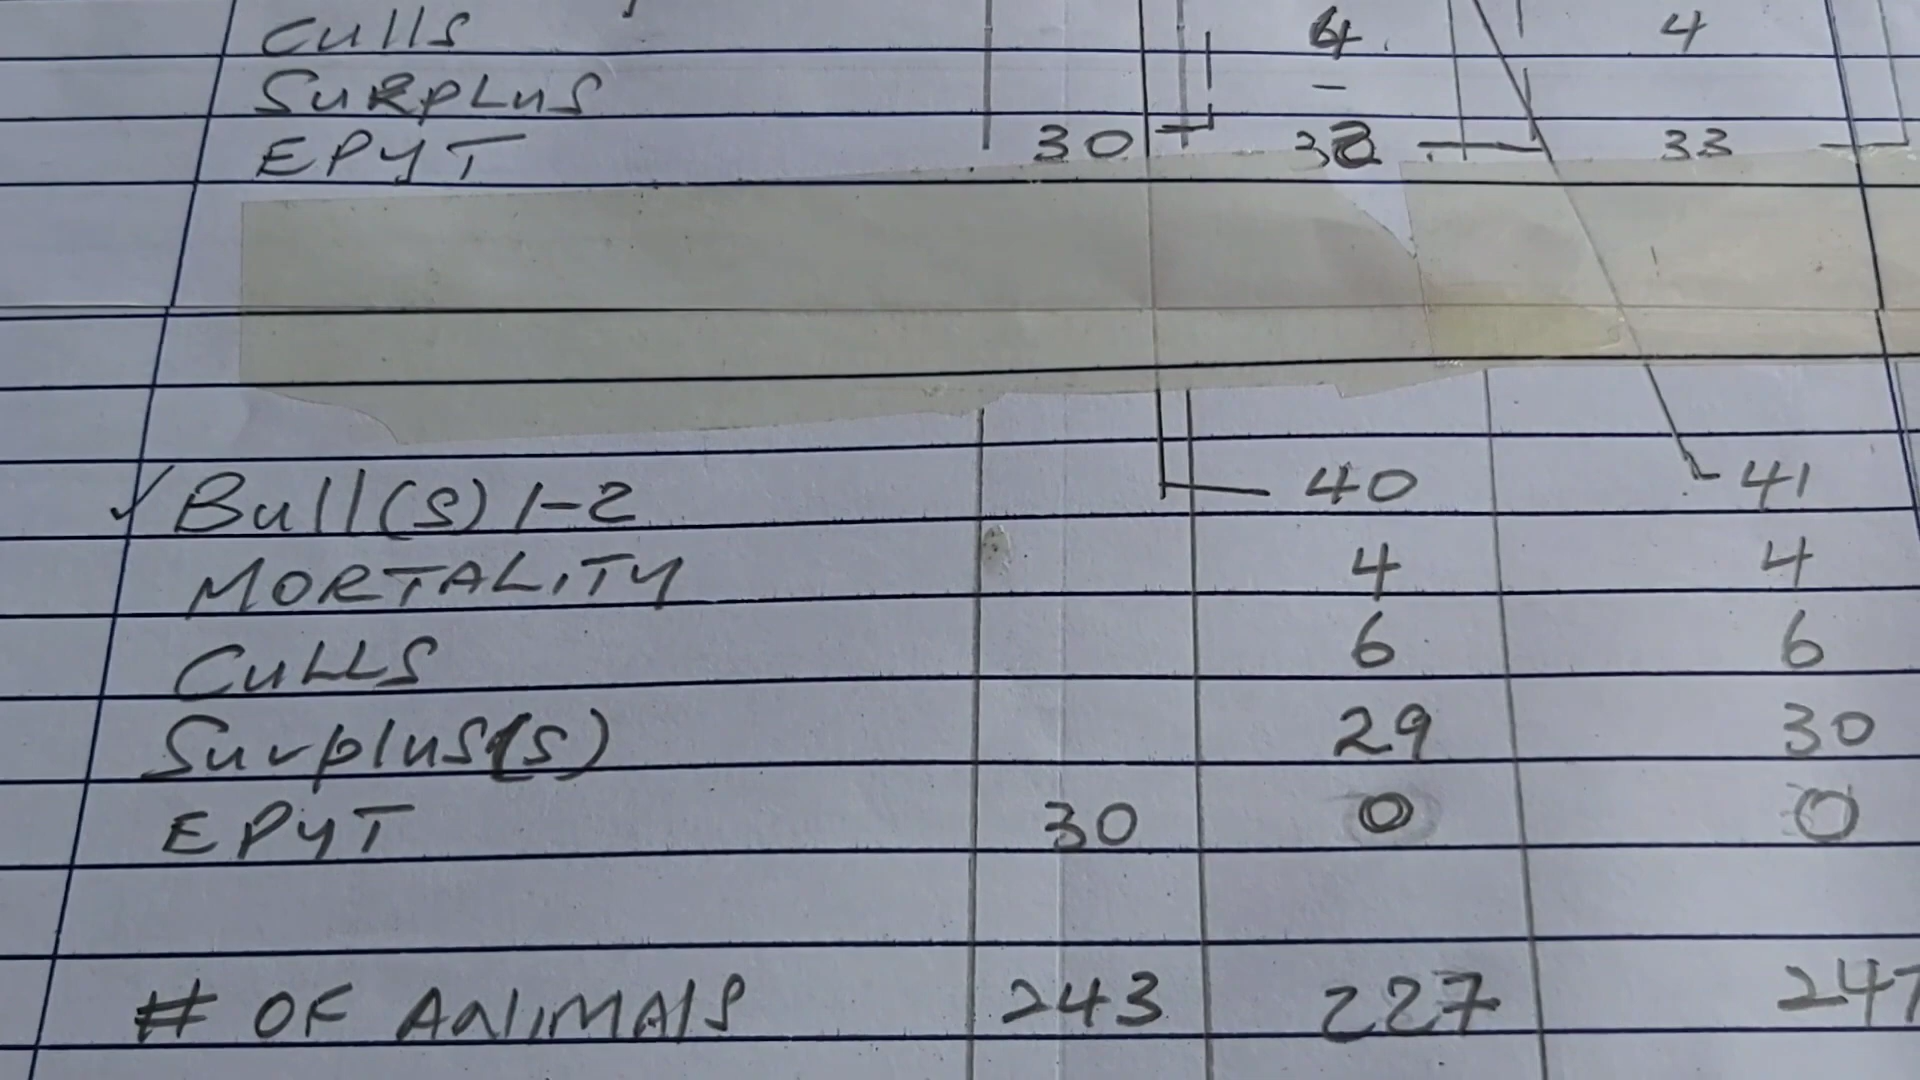 Culls 4 4
SURPLUS -
EPYT 30 32 33
✓ Bull(s) 1-2 40 41
MORTALITY 4 4
CULLS 6 6
Surplus(s) 29 30
EPYT 30 0 0
# OF ANIMALS 243 227 247